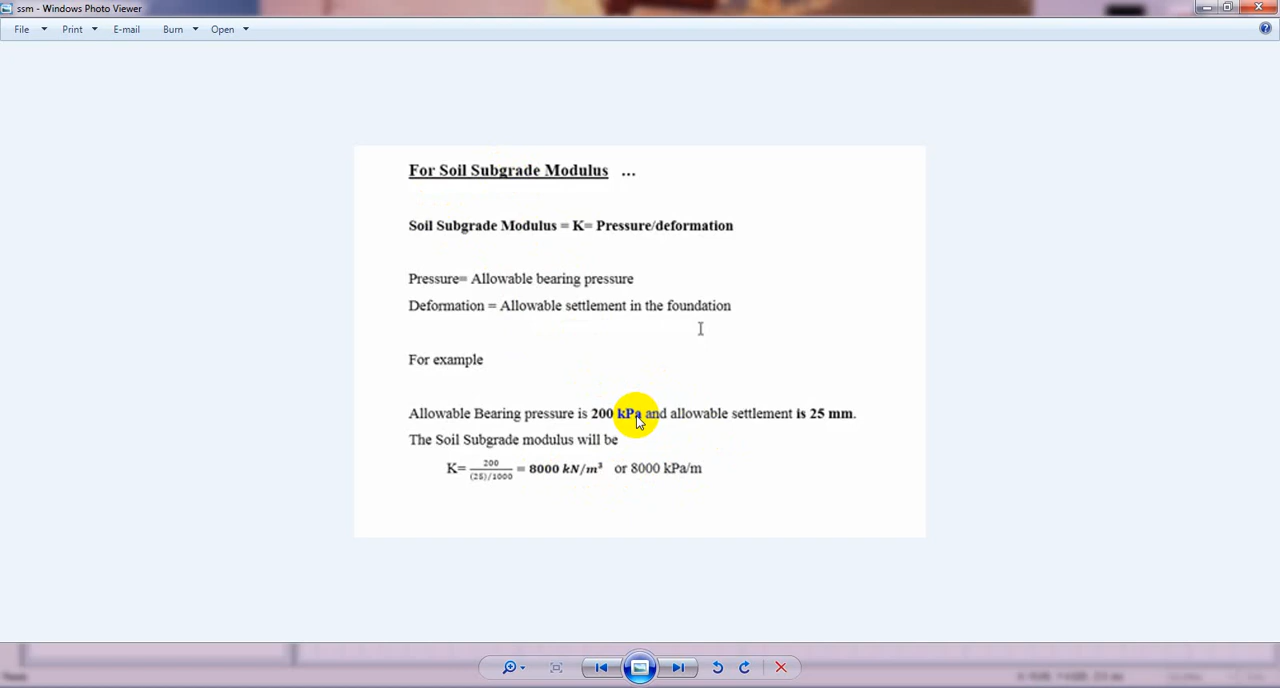 ssm - Windows Photo Viewer
File Print E-mail Burn Open
For Soil Subgrade Modulus ...
Soil Subgrade Modulus = K= Pressure/deformation
Pressure= Allowable bearing pressure
Deformation = Allowable settlement in the foundation
For example
Allowable Bearing pressure is 200 kPa and allowable settlement is 25 mm.
The Soil Subgrade modulus will be
K= 200/(25)/1000 = 8000 kN/m³ or 8000 kPa/m